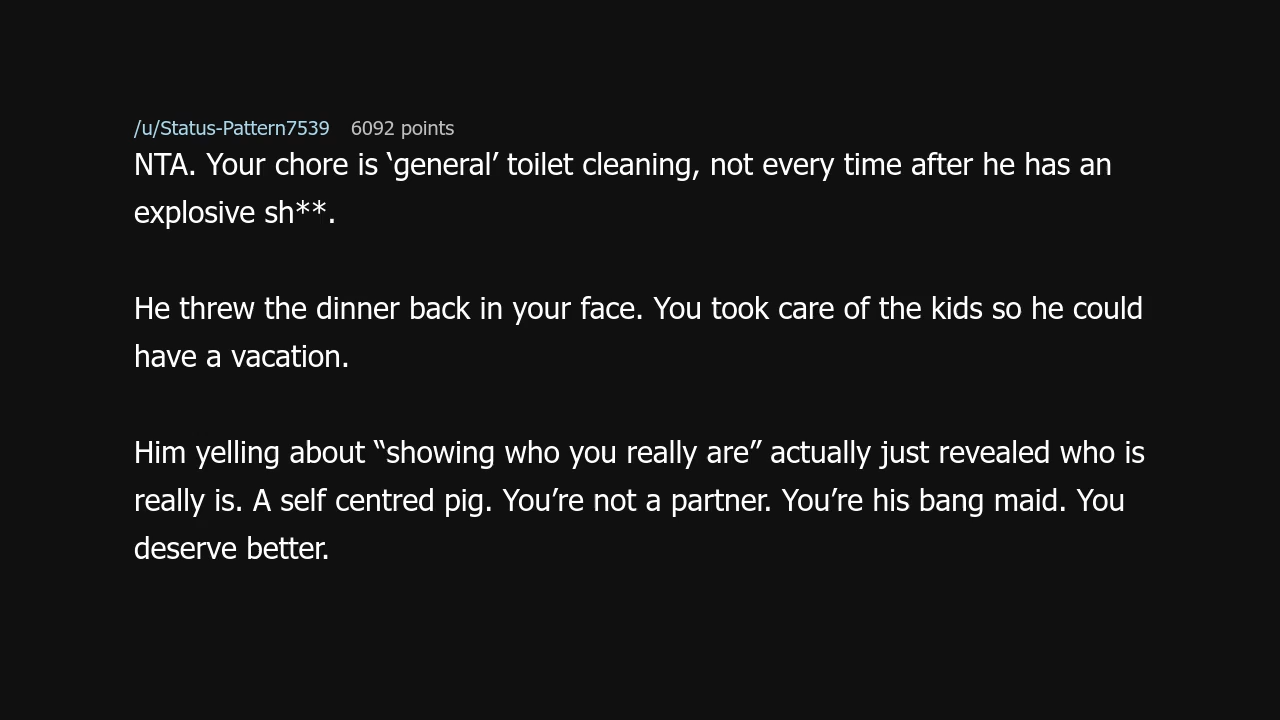 /u/Status-Pattern7539 6092 points
NTA. Your chore is ‘general’ toilet cleaning, not every time after he has an
explosive sh**.
He threw the dinner back in your face. You took care of the kids so he could
have a vacation.
Him yelling about “showing who you really are” actually just revealed who is
really is. A self centred pig. You’re not a partner. You’re his bang maid. You
deserve better.